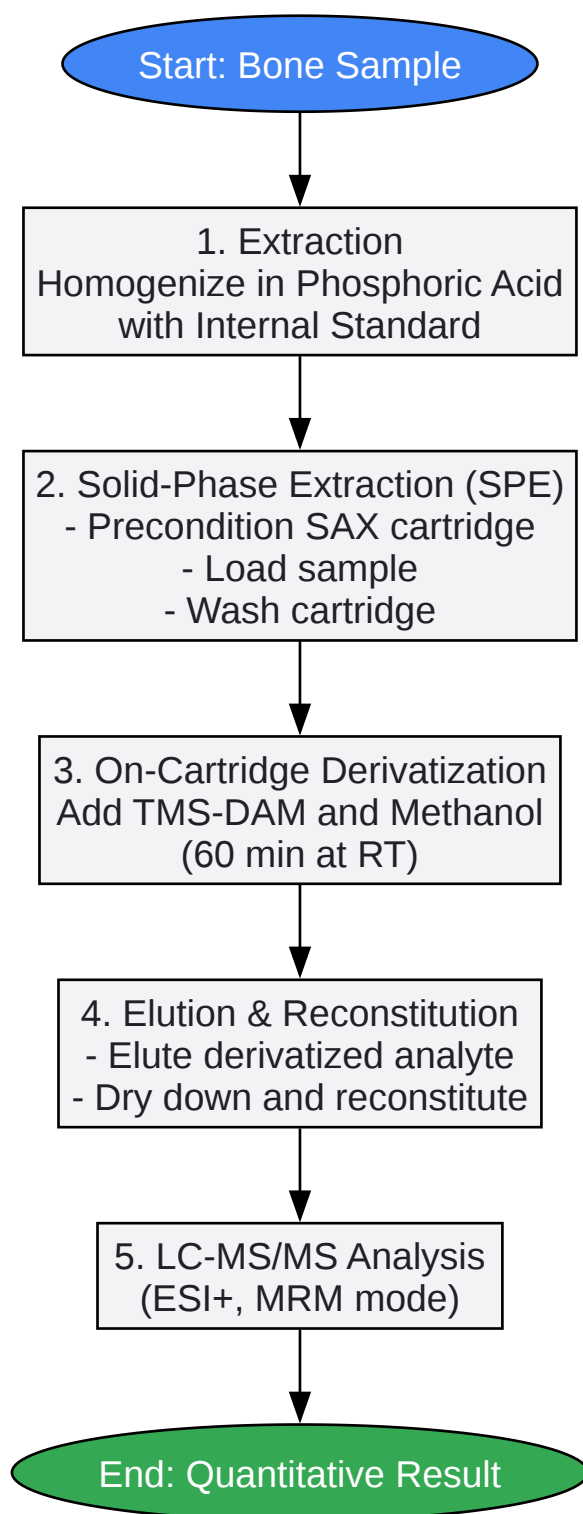 Start: Bone Sample
1. Extraction
Homogenize in Phosphoric Acid
with Internal Standard
2. Solid-Phase Extraction (SPE)
- Precondition SAX cartridge
- Load sample
- Wash cartridge
3. On-Cartridge Derivatization
Add TMS-DAM and Methanol
(60 min at RT)
4. Elution & Reconstitution
- Elute derivatized analyte
- Dry down and reconstitute
5. LC-MS/MS Analysis
(ESI+, MRM mode)
End: Quantitative Result